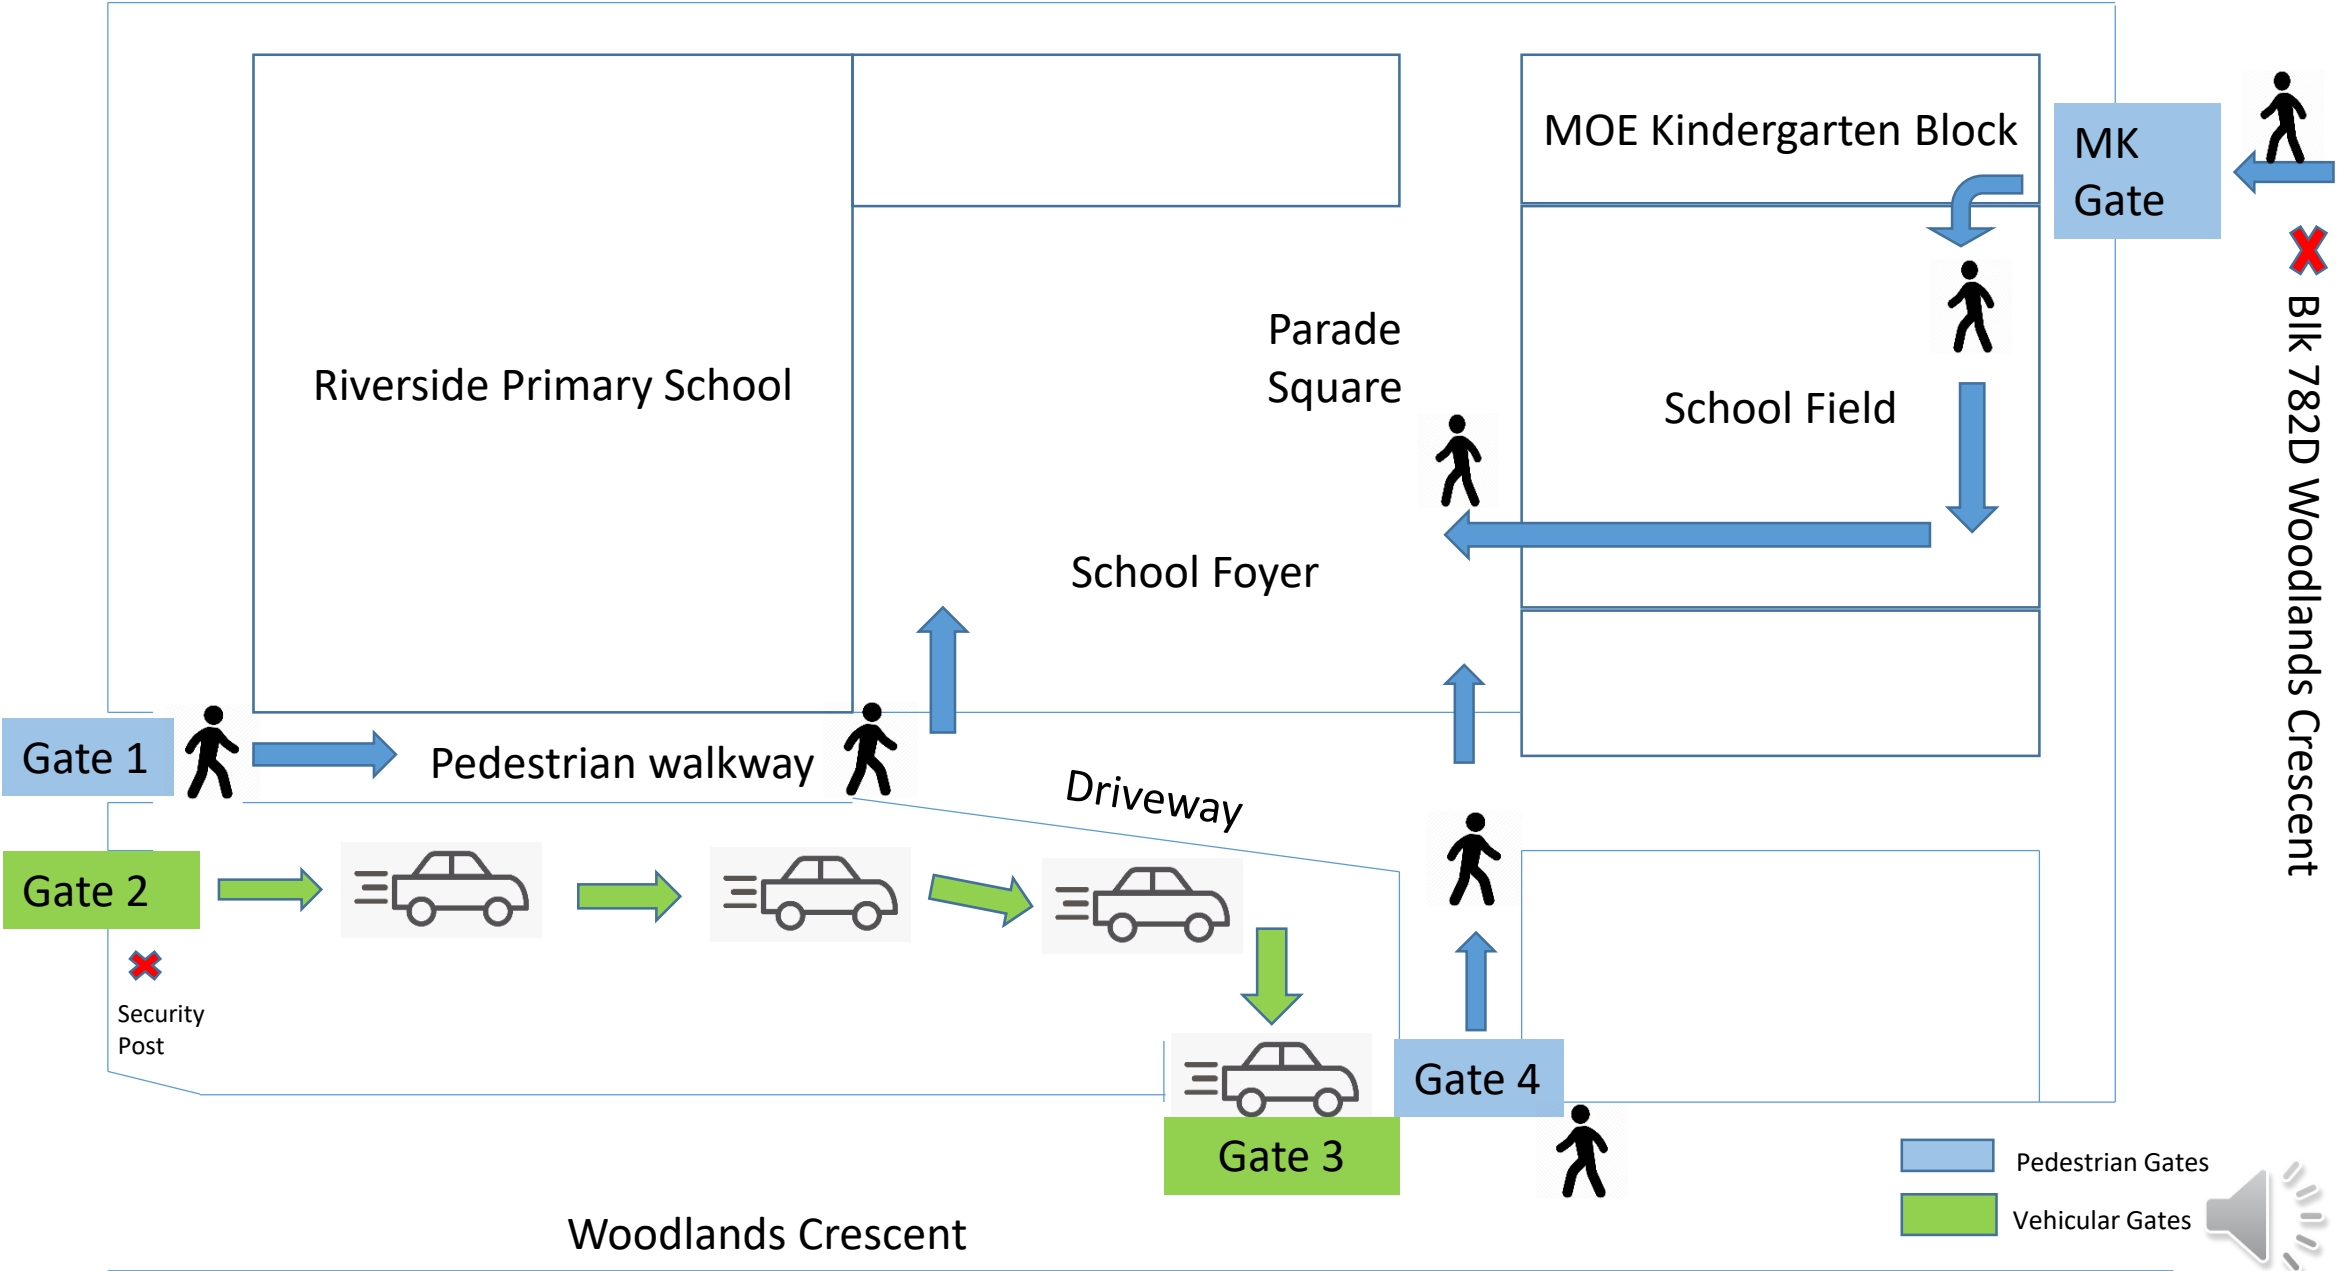 MOE Kindergarten Block
MK
Gate
Parade
Square
Riverside Primary School
School Field
Blk 782D Woodlands Crescent
School Foyer
Gate 1
Pedestrian walkway
Driveway
Gate 2
Security
Post
Gate 4
Gate 3
Pedestrian Gates
Vehicular Gates
Woodlands Crescent